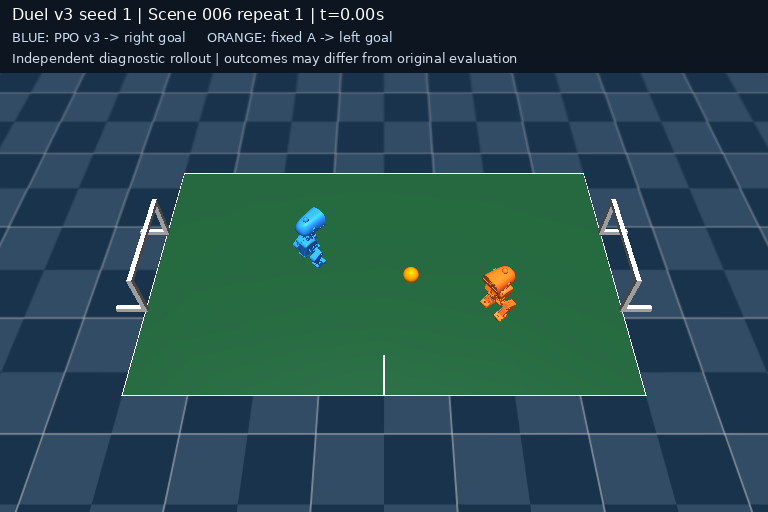 Duel v3 seed 1 | Scene 006 repeat 1 | t=0.00s
BLUE: PPO v3 -> right goal ORANGE: fixed A -> left goal
Independent diagnostic rollout | outcomes may differ from original evaluation